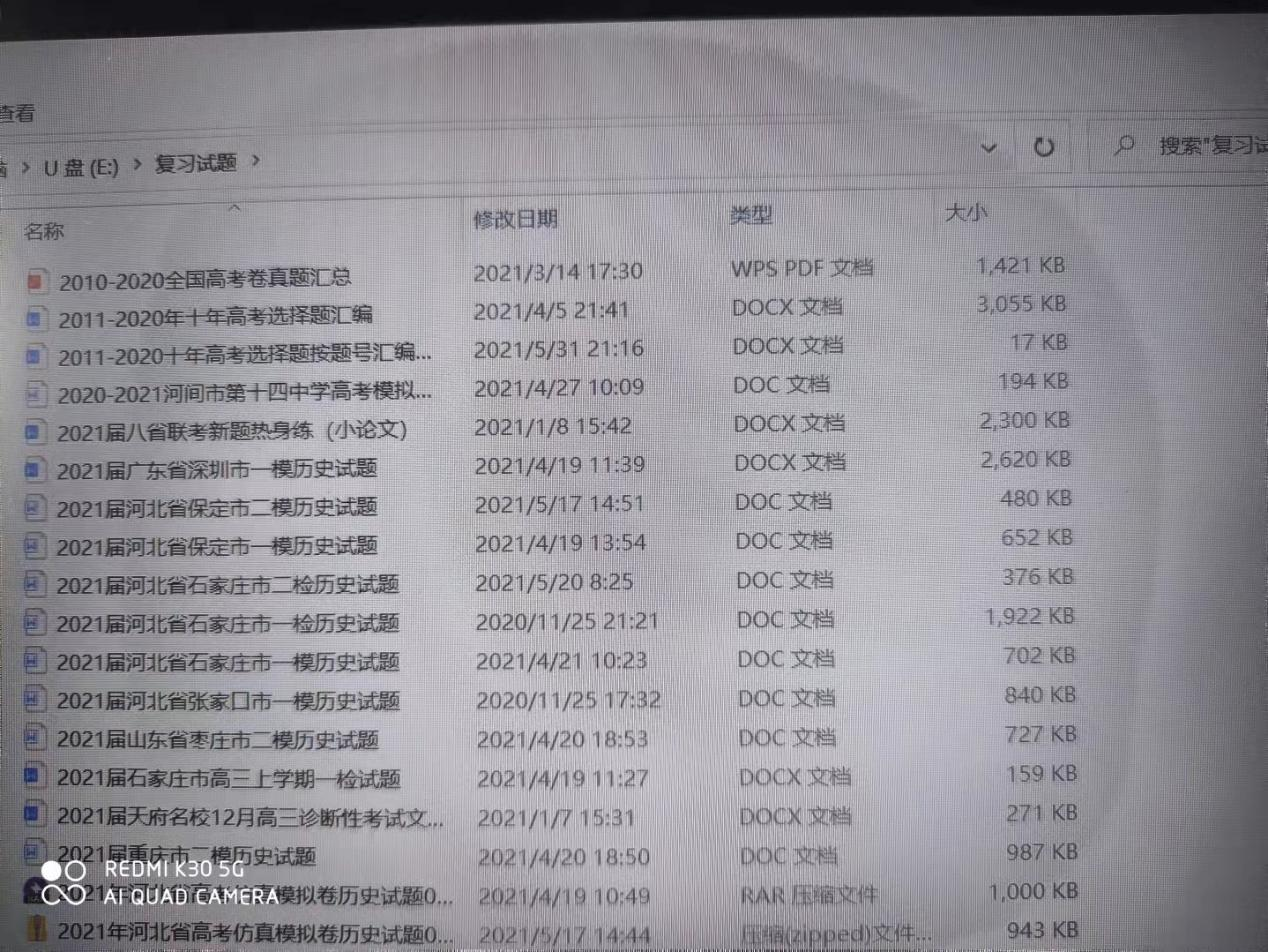 查看
U 盘 (E:) › 复习试题 › 搜索"复习试
名称 修改日期 类型 大小
2010-2020全国高考卷真题汇总 2021/3/14 17:30 WPS PDF 文档 1,421 KB
2011-2020年十年高考选择题汇编 2021/4/5 21:41 DOCX 文档 3,055 KB
2011-2020十年高考选择题按题号汇编... 2021/5/31 21:16 DOCX 文档 17 KB
2020-2021河间市第十四中学高考模拟... 2021/4/27 10:09 DOC 文档 194 KB
2021届八省联考新题热身练（小论文） 2021/1/8 15:42 DOCX 文档 2,300 KB
2021届广东省深圳市一模历史试题 2021/4/19 11:39 DOCX 文档 2,620 KB
2021届河北省保定市二模历史试题 2021/5/17 14:51 DOC 文档 480 KB
2021届河北省保定市一模历史试题 2021/4/19 13:54 DOC 文档 652 KB
2021届河北省石家庄市二检历史试题 2021/5/20 8:25 DOC 文档 376 KB
2021届河北省石家庄市一检历史试题 2020/11/25 21:21 DOC 文档 1,922 KB
2021届河北省石家庄市一模历史试题 2021/4/21 10:23 DOC 文档 702 KB
2021届河北省张家口市一模历史试题 2020/11/25 17:32 DOC 文档 840 KB
2021届山东省枣庄市二模历史试题 2021/4/20 18:53 DOC 文档 727 KB
2021届石家庄市高三上学期一检试题 2021/4/19 11:27 DOCX 文档 159 KB
2021届天府名校12月高三诊断性考试文... 2021/1/7 15:31 DOCX 文档 271 KB
2021届重庆市二模历史试题 2021/4/20 18:50 DOC 文档 987 KB
REDMI K30 5G
2021年河北省高考仿真模拟卷历史试题0... 2021/4/19 10:49 RAR 压缩文件 1,000 KB
AI QUAD CAMERA
2021年河北省高考仿真模拟卷历史试题0... 2021/5/17 14:44 压缩(zipped)文件... 943 KB